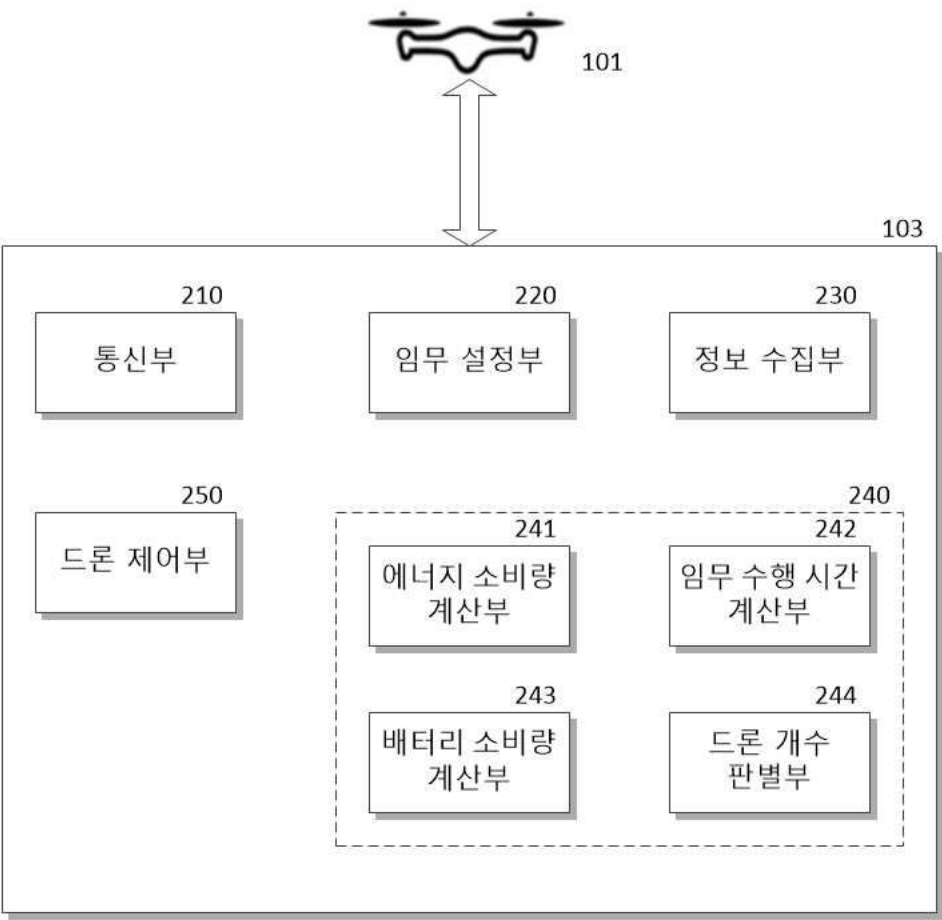 101
103
210
통신부
220
임무 설정부
230
정보 수집부
250
드론 제어부
240
241
에너지 소비량
계산부
242
임무 수행 시간
계산부
243
배터리 소비량
계산부
244
드론 개수
판별부